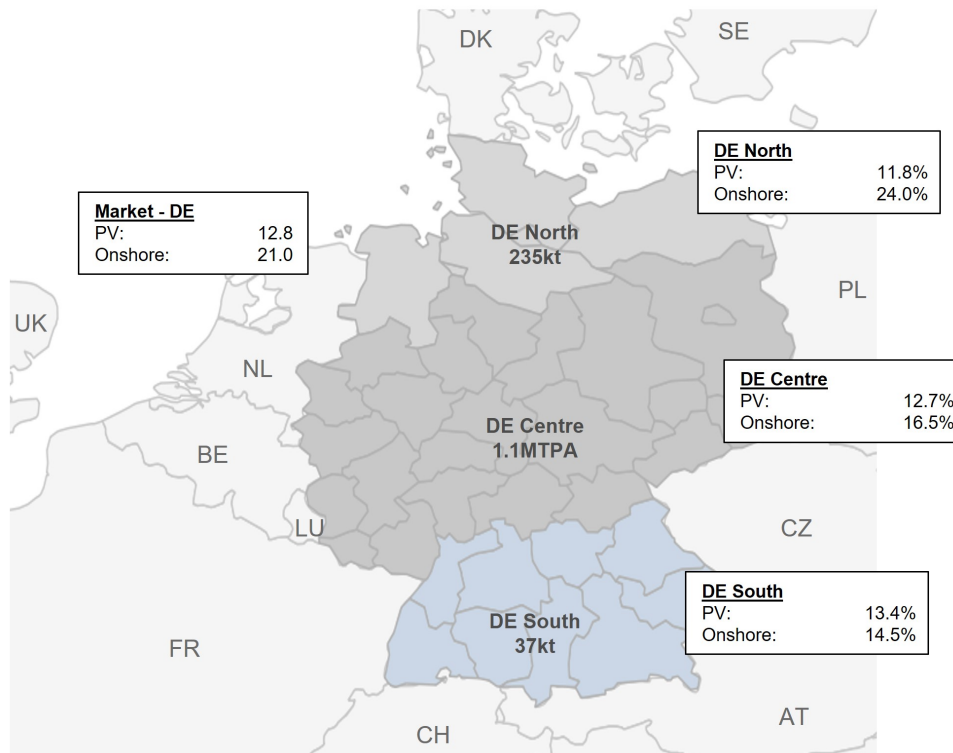 DK
SE
DE North
PV: 11.8%
Onshore: 24.0%
Market - DE
PV: 12.8
Onshore: 21.0
DE North
235kt
PL
UK
NL
DE Centre
PV: 12.7%
Onshore: 16.5%
DE Centre
1.1MTPA
BE
LU
CZ
DE South
PV: 13.4%
Onshore: 14.5%
DE South
37kt
FR
AT
CH